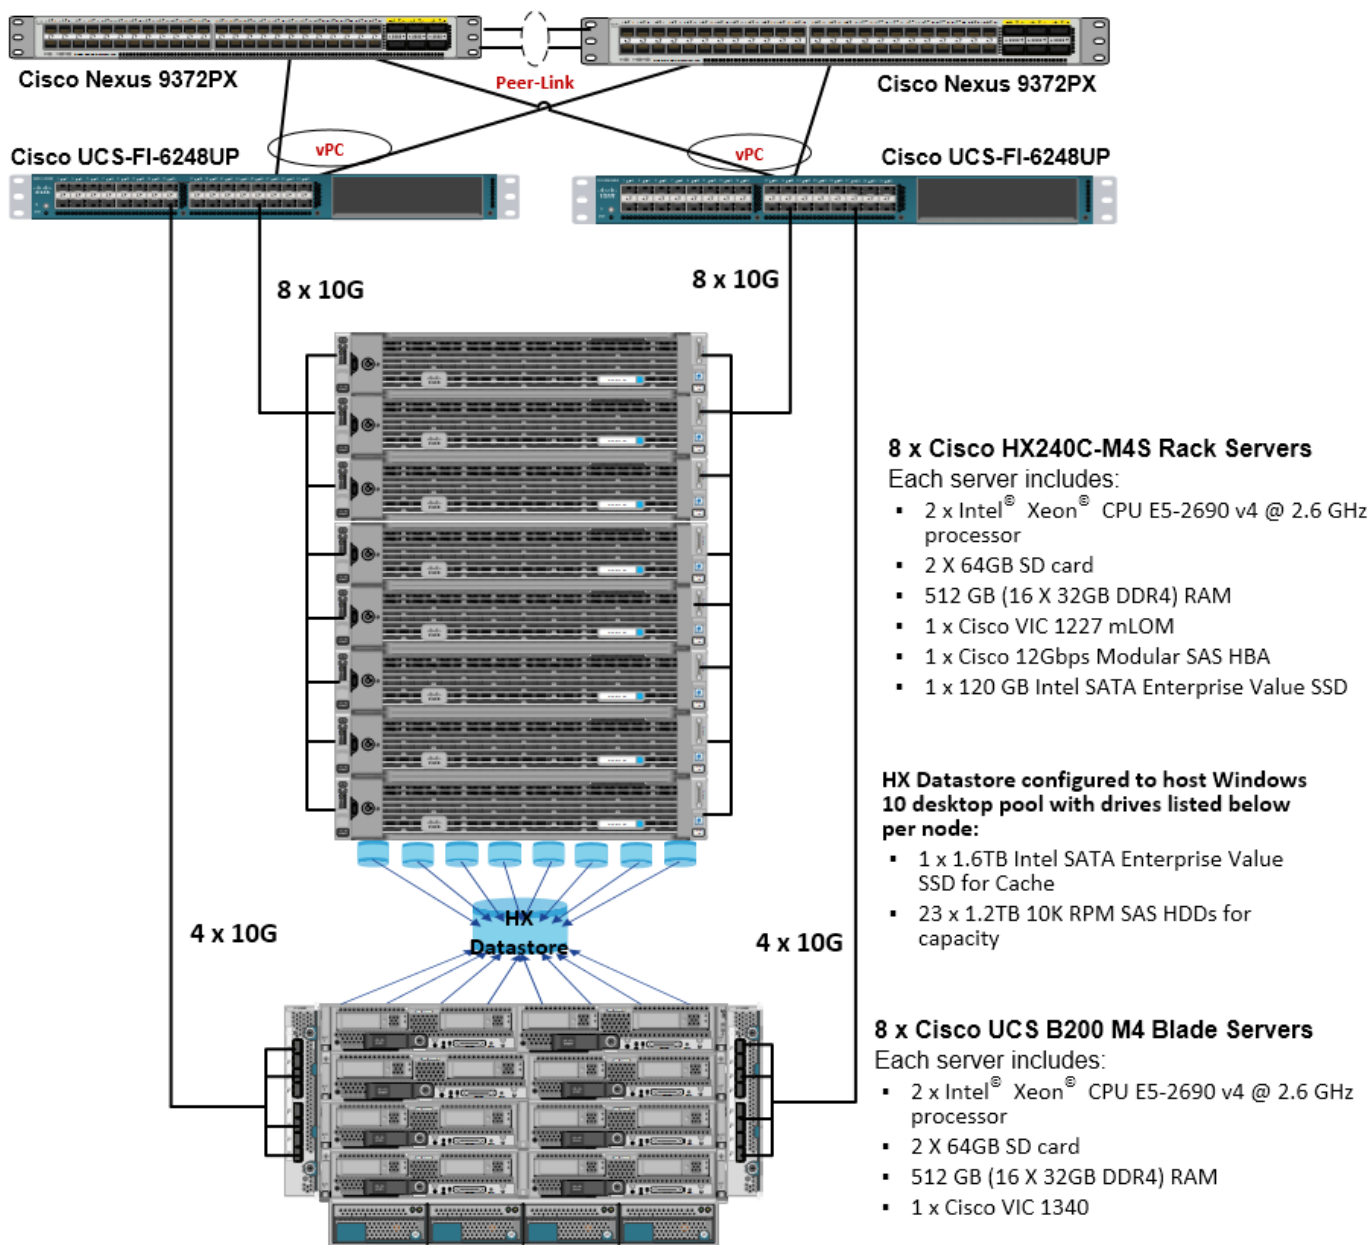 Cisco Nexus 9372PX
Peer-Link
Cisco Nexus 9372PX
Cisco UCS-FI-6248UP
vPC
vPC
Cisco UCS-FI-6248UP
8 x 10G
8 x 10G
8 x Cisco HX240C-M4S Rack Servers
Each server includes:
▪ 2 x Intel© Xeon© CPU E5-2690 v4 @ 2.6 GHz
processor
▪ 2 X 64GB SD card
▪ 512 GB (16 X 32GB DDR4) RAM
▪ 1 x Cisco VIC 1227 mLOM
▪ 1 x Cisco 12Gbps Modular SAS HBA
▪ 1 x 120 GB Intel SATA Enterprise Value SSD
HX Datastore configured to host Windows
10 desktop pool with drives listed below
per node:
▪ 1 x 1.6TB Intel SATA Enterprise Value
SSD for Cache
▪ 23 x 1.2TB 10K RPM SAS HDDs for
capacity
HX
Datastore
4 x 10G
4 x 10G
8 x Cisco UCS B200 M4 Blade Servers
Each server includes:
▪ 2 x Intel© Xeon© CPU E5-2690 v4 @ 2.6 GHz
processor
▪ 2 X 64GB SD card
▪ 512 GB (16 X 32GB DDR4) RAM
▪ 1 x Cisco VIC 1340